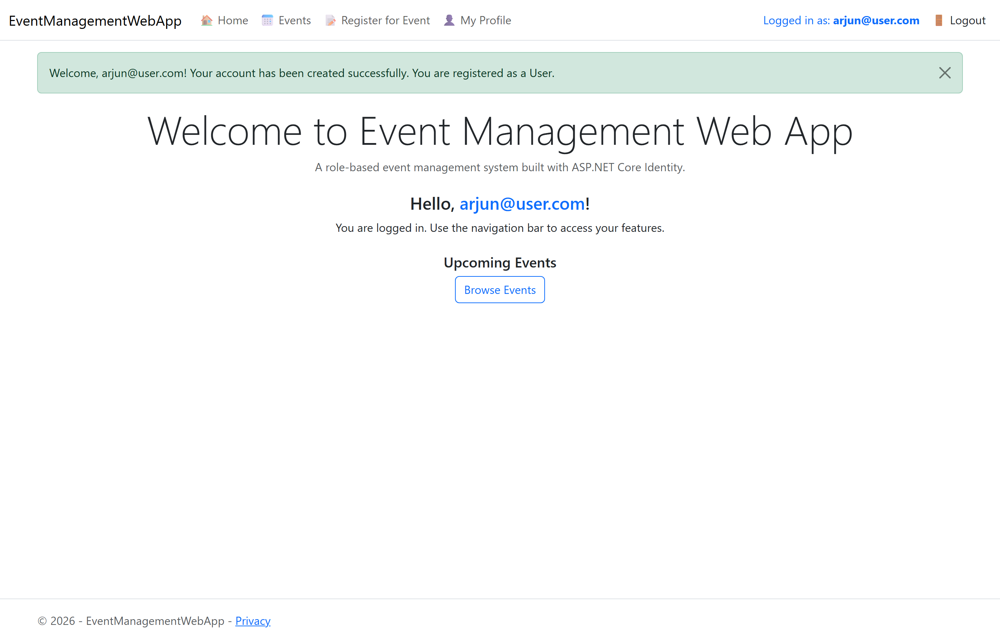 EventManagementWebApp Home Events Register for Event My Profile Logged in as: arjun@user.com Logout
Welcome, arjun@user.com! Your account has been created successfully. You are registered as a User.
Welcome to Event Management Web App
A role-based event management system built with ASP.NET Core Identity.
Hello, arjun@user.com!
You are logged in. Use the navigation bar to access your features.
Upcoming Events
Browse Events
© 2026 - EventManagementWebApp - Privacy